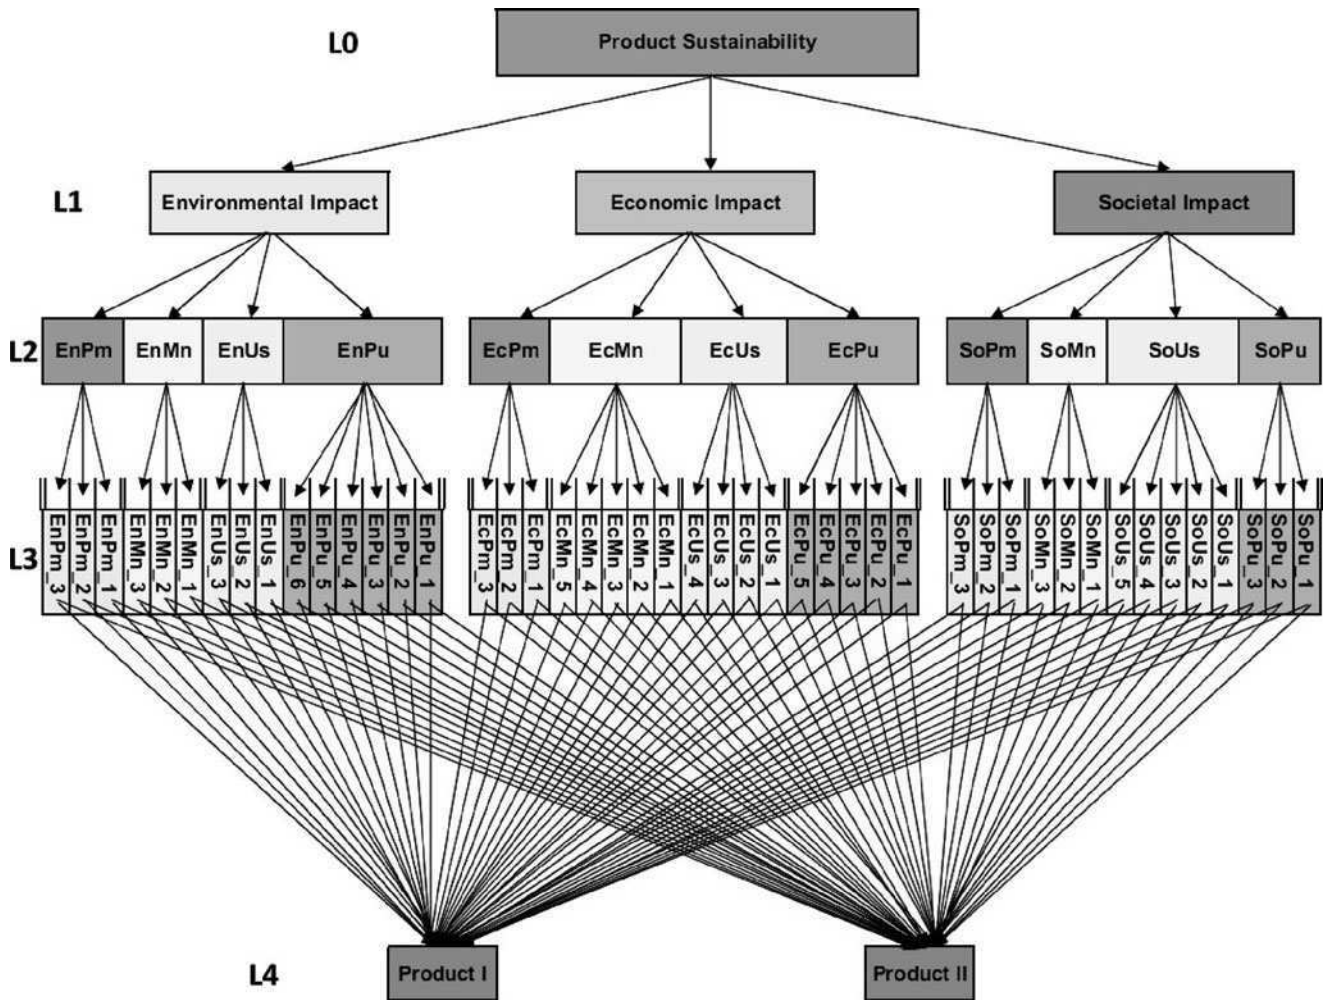 L0
Product Sustainability
L1
Environmental Impact
Economic Impact
Societal Impact
L2
EnPm
EnMn
EnUs
EnPu
EcPm
EcMn
EcUs
EcPu
SoPm
SoMn
SoUs
SoPu
L3
EnPm_3
EnPm_2
EnPm_1
EnMn_3
EnMn_2
EnMn_1
EnUs_3
EnUs_2
EnUs_1
EnPu_6
EnPu_5
EnPu_4
EnPu_3
EnPu_2
EnPu_1
EcPm_3
EcPm_2
EcPm_1
EcMn_5
EcMn_4
EcMn_3
EcMn_2
EcMn_1
EcUs_4
EcUs_3
EcUs_2
EcUs_1
EcPu_5
EcPu_4
EcPu_3
EcPu_2
EcPu_1
SoPm_3
SoPm_2
SoPm_1
SoMn_3
SoMn_2
SoMn_1
SoUs_5
SoUs_4
SoUs_3
SoUs_2
SoUs_1
SoPu_3
SoPu_2
SoPu_1
L4
Product I
Product II